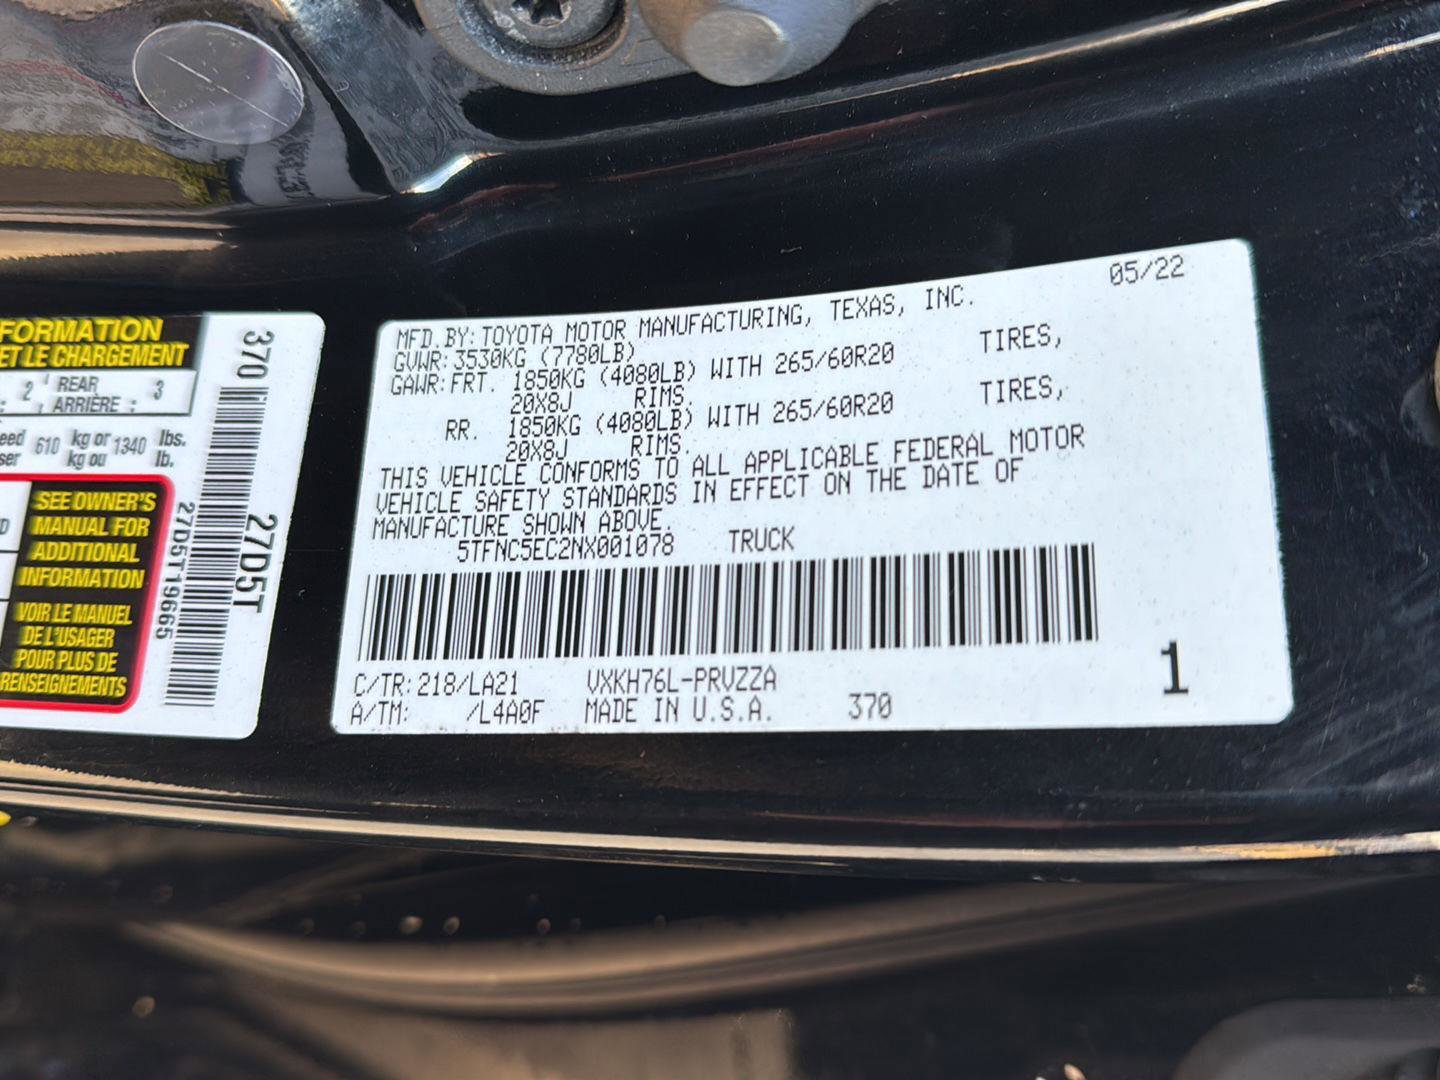 FORMATION
ET LE CHARGEMENT
: 2 , REAR
ARRIÈRE : 3
610 kg or 1340 lbs.
kg ou lb.
SEE OWNER'S
MANUAL FOR
ADDITIONAL
INFORMATION
VOIR LE MANUEL
DE L'USAGER
POUR PLUS DE
RENSEIGNEMENTS
370
27D5T
27D5T19665
05/22
MFD. BY: TOYOTA MOTOR MANUFACTURING, TEXAS, INC.
GVWR: 3530KG (7780LB)
GAWR: FRT. 1850KG (4080LB) WITH 265/60R20 TIRES,
20X8J RIMS.
RR. 1850KG (4080LB) WITH 265/60R20 TIRES,
20X8J RIMS.
THIS VEHICLE CONFORMS TO ALL APPLICABLE FEDERAL MOTOR
VEHICLE SAFETY STANDARDS IN EFFECT ON THE DATE OF
MANUFACTURE SHOWN ABOVE.
5TFNC5EC2NX001078 TRUCK
C/TR: 218/LA21 VXKH76L-PRVZZA
A/TM: /L4A0F MADE IN U.S.A. 370
1